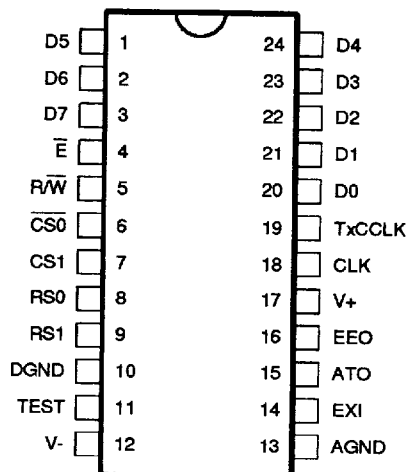 D5 1 24 D4
D6 2 23 D3
D7 3 22 D2
E̅ 4 21 D1
R/W̅ 5 20 D0
C̅S̅0̅ 6 19 TxCCLK
CS1 7 18 CLK
RS0 8 17 V+
RS1 9 16 EEO
DGND 10 15 ATO
TEST 11 14 EXI
V- 12 13 AGND